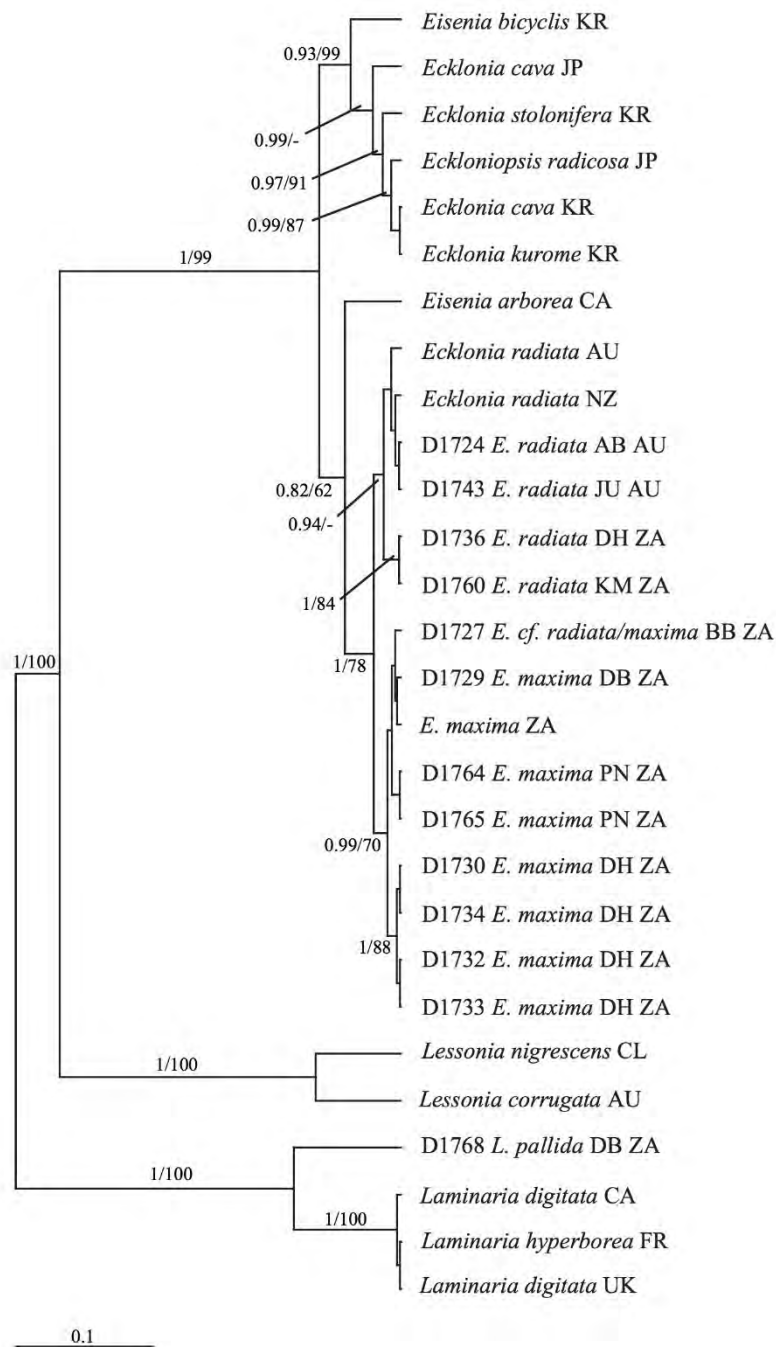 Eisenia bicyclis KR
0.93/99
Ecklonia cava JP
Ecklonia stolonifera KR
0.99/-
Eckloniopsis radicosa JP
0.97/91
Ecklonia cava KR
0.99/87
Ecklonia kurome KR
1/99
Eisenia arborea CA
Ecklonia radiata AU
Ecklonia radiata NZ
D1724 E. radiata AB AU
D1743 E. radiata JU AU
0.82/62
0.94/-
D1736 E. radiata DH ZA
D1760 E. radiata KM ZA
1/84
D1727 E. cf. radiata/maxima BB ZA
1/100
1/78
D1729 E. maxima DB ZA
E. maxima ZA
D1764 E. maxima PN ZA
D1765 E. maxima PN ZA
0.99/70
D1730 E. maxima DH ZA
D1734 E. maxima DH ZA
1/88
D1732 E. maxima DH ZA
D1733 E. maxima DH ZA
Lessonia nigrescens CL
1/100
Lessonia corrugata AU
D1768 L. pallida DB ZA
1/100
Laminaria digitata CA
1/100
Laminaria hyperborea FR
Laminaria digitata UK
0.1